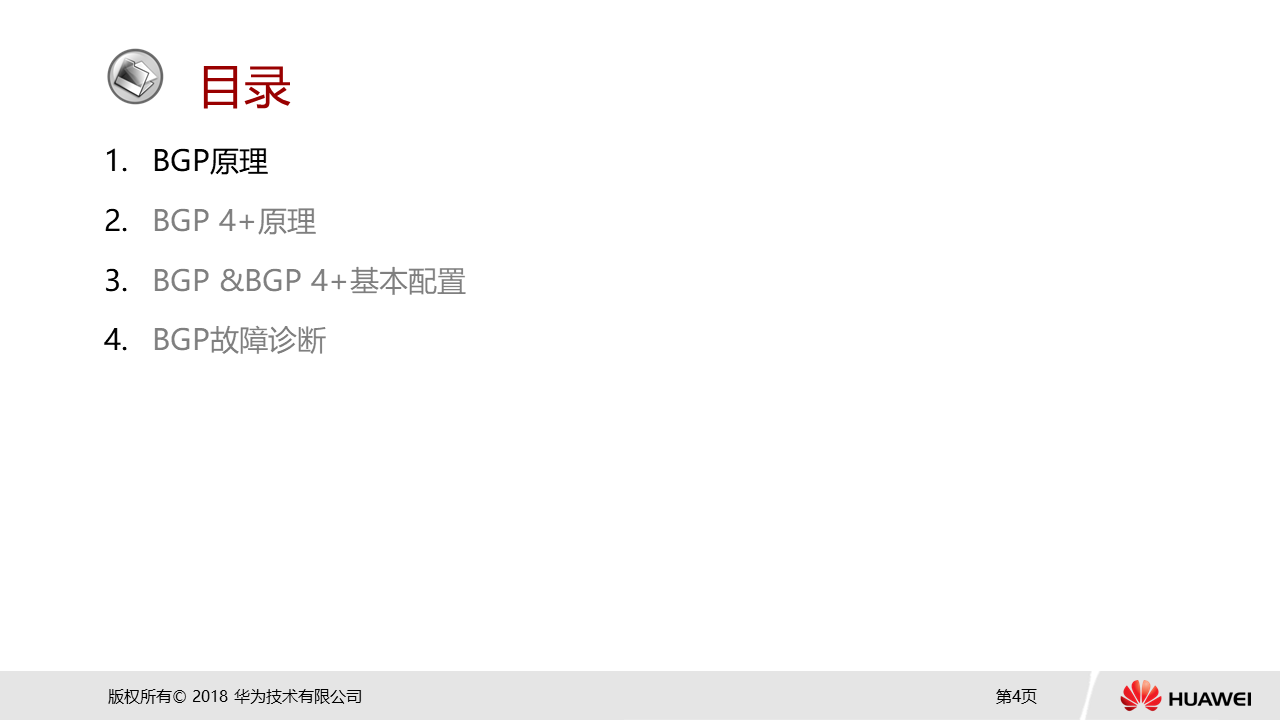 目录
1. BGP原理
2. BGP 4+原理
3. BGP &BGP 4+基本配置
4. BGP故障诊断
版权所有© 2018 华为技术有限公司
第4页
HUAWEI